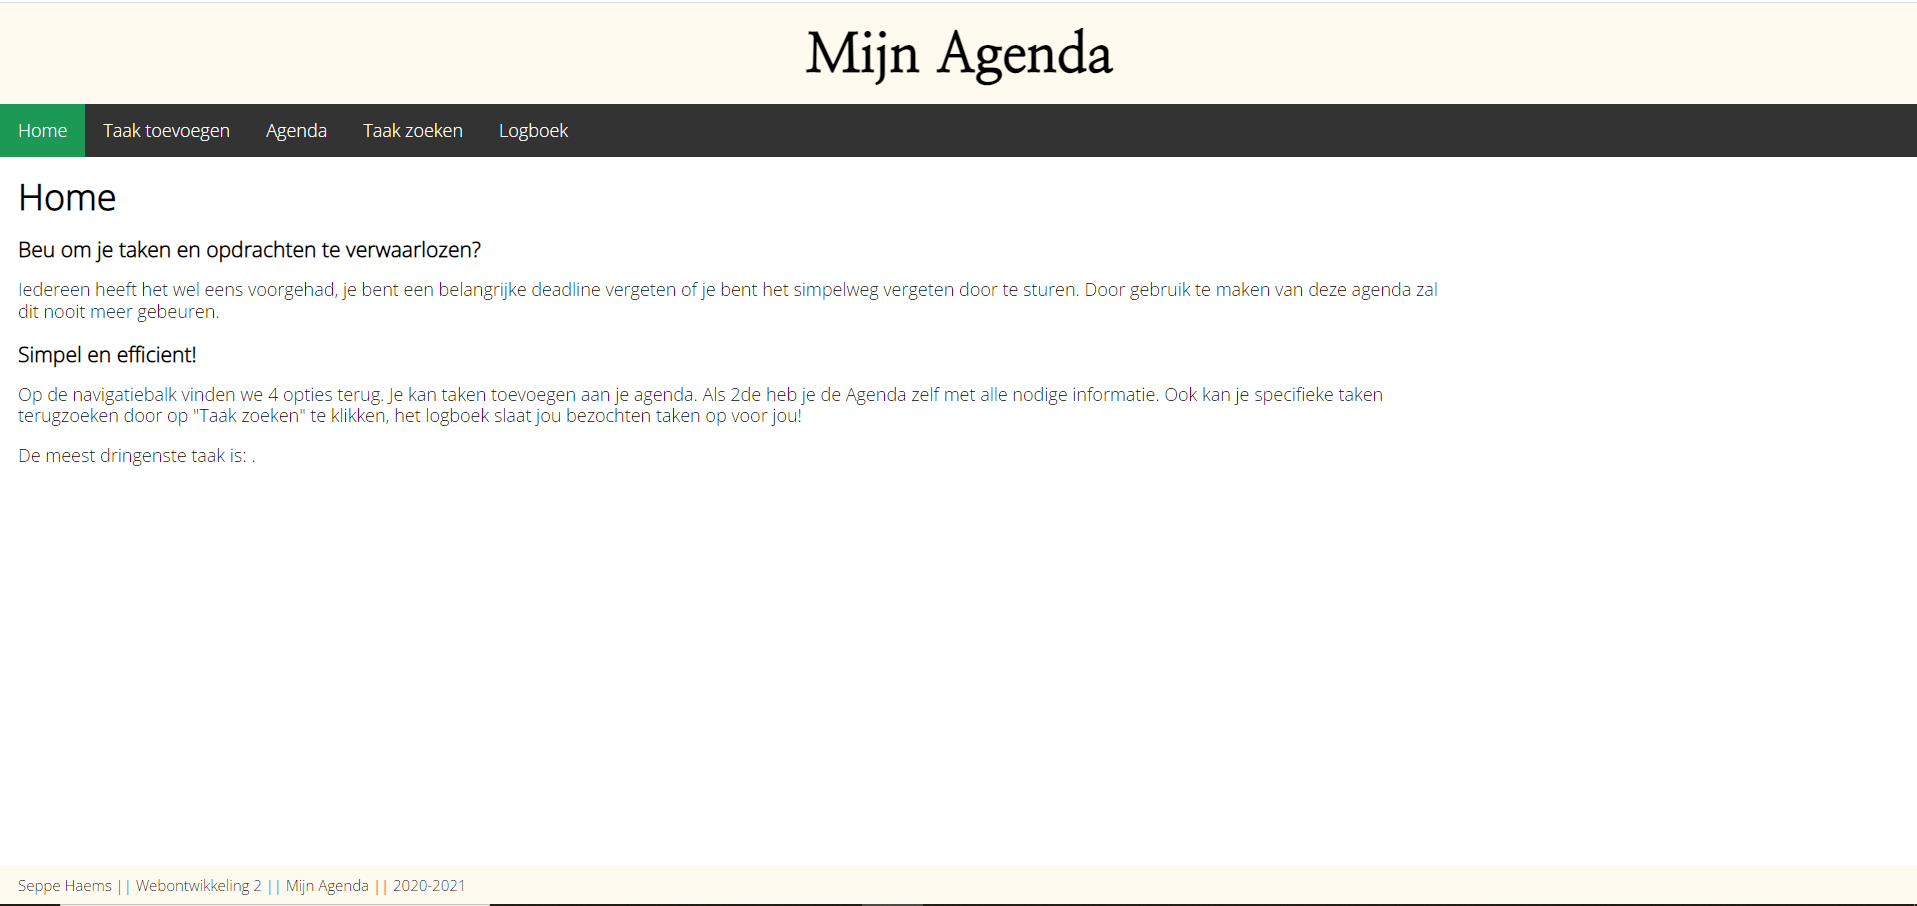 Mijn Agenda
Home Taak toevoegen Agenda Taak zoeken Logboek
Home
Beu om je taken en opdrachten te verwaarlozen?
Iedereen heeft het wel eens voorgehad, je bent een belangrijke deadline vergeten of je bent het simpelweg vergeten door te sturen. Door gebruik te maken van deze agenda zal
dit nooit meer gebeuren.
Simpel en efficient!
Op de navigatiebalk vinden we 4 opties terug. Je kan taken toevoegen aan je agenda. Als 2de heb je de Agenda zelf met alle nodige informatie. Ook kan je specifieke taken
terugzoeken door op "Taak zoeken" te klikken, het logboek slaat jou bezochten taken op voor jou!
De meest dringenste taak is: .
Seppe Haems || Webontwikkeling 2 || Mijn Agenda || 2020-2021